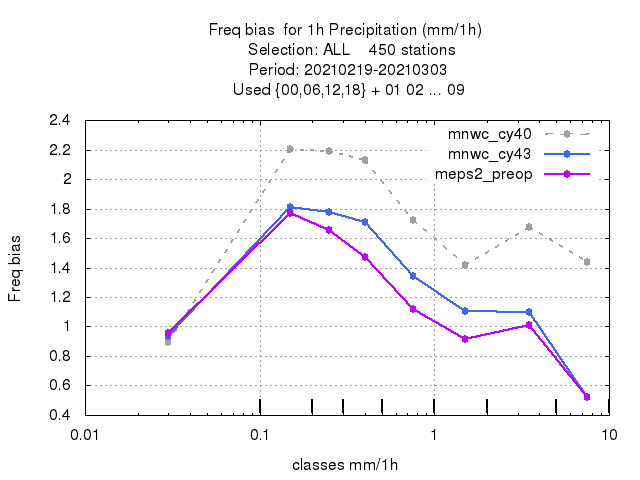 Freq bias  for 1h Precipitation (mm/1h)
Selection: ALL    450 stations
Period: 20210219-20210303
Used {00,06,12,18} + 01 02 ... 09
mnwc_cy40
mnwc_cy43
meps2_preop
Freq bias
2.4
2.2
2
1.8
1.6
1.4
1.2
1
0.8
0.6
0.4
0.01
0.1
1
10
classes mm/1h